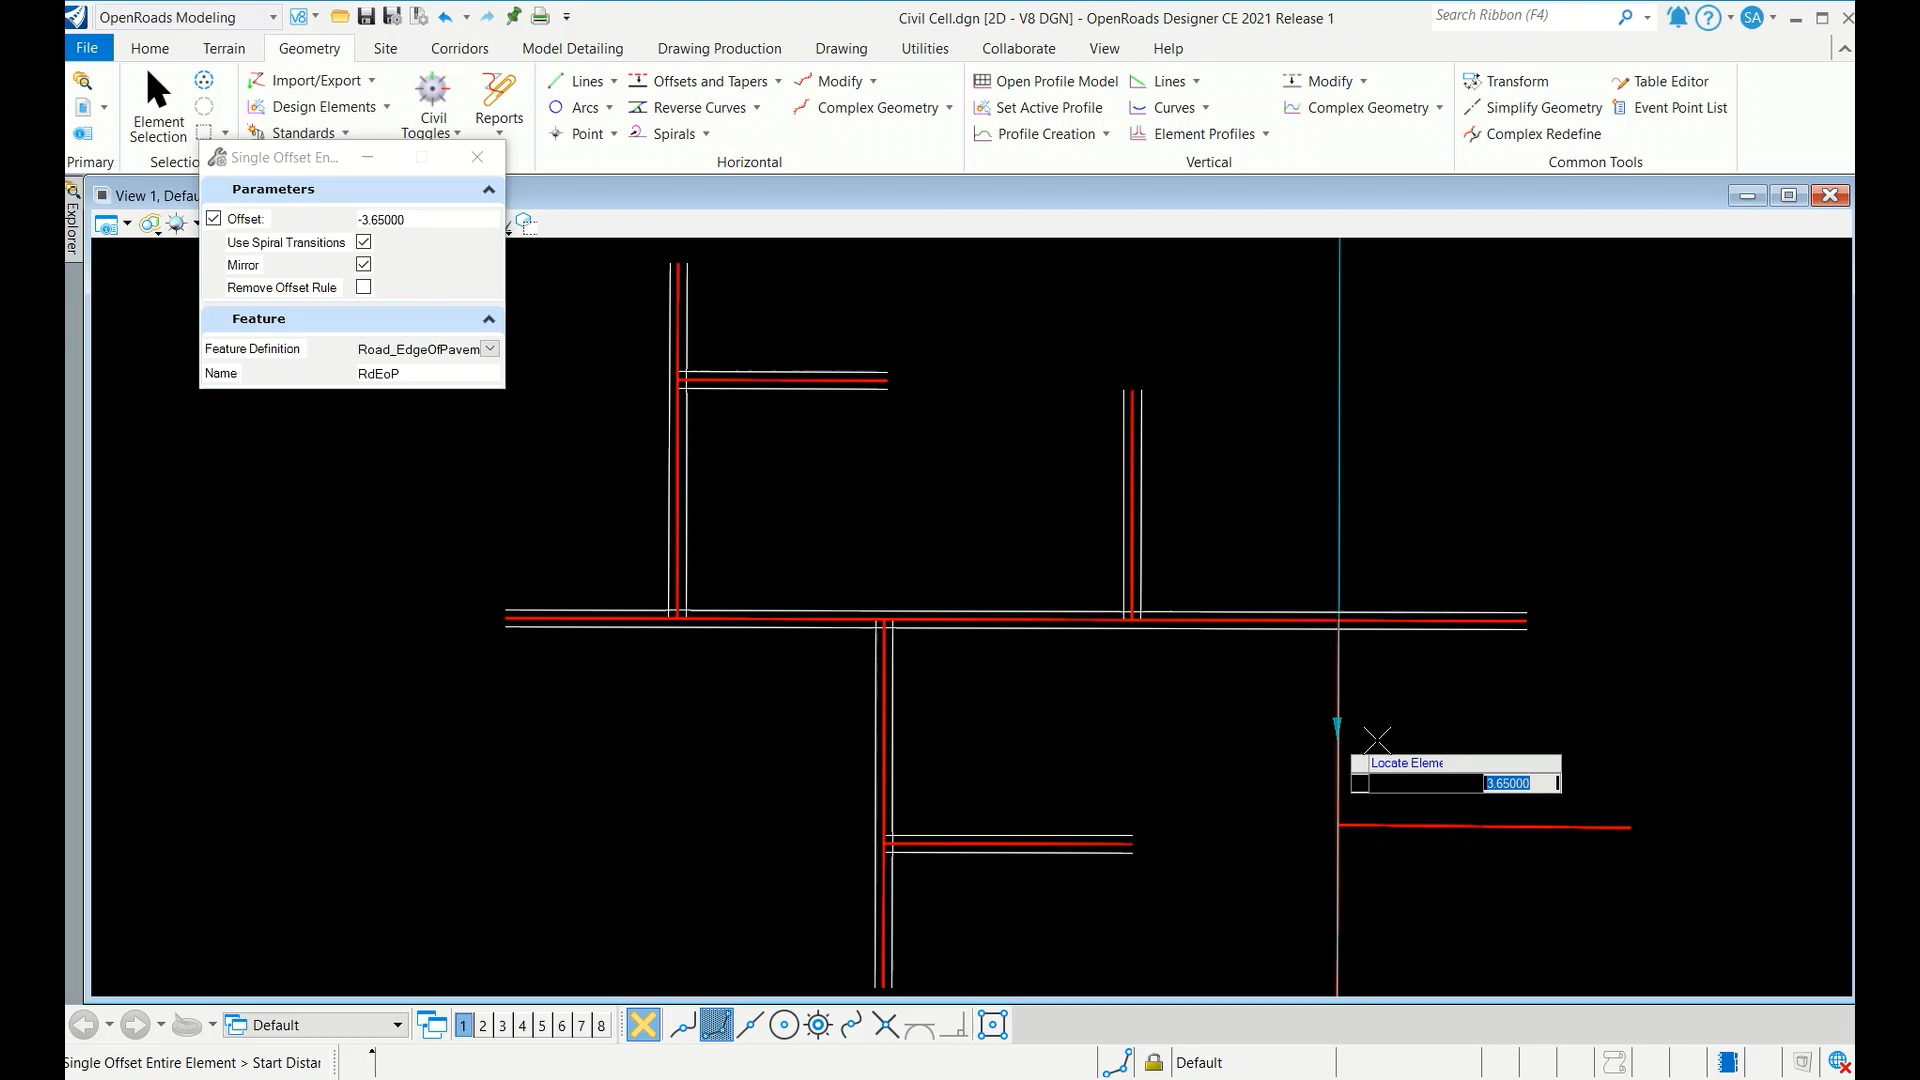 OpenRoads Modeling
Civil Cell.dgn [2D - V8 DGN] - OpenRoads Designer CE 2021 Release 1
Search Ribbon (F4)
SA
File Home Terrain Geometry Site Corridors Model Detailing Drawing Production Drawing Utilities Collaborate View Help
Import/Export Lines Offsets and Tapers Modify Open Profile Model Lines Modify Transform Table Editor
Design Elements Arcs Reverse Curves Complex Geometry Set Active Profile Curves Complex Geometry Simplify Geometry Event Point List
Element Selection
Civil Toggles
Reports
Standards Point Spirals Profile Creation Element Profiles Complex Redefine
Primary Selectio Horizontal Vertical Common Tools
Single Offset En...
Parameters
View 1, Defau
Explorer
Offset: -3.65000
Use Spiral Transitions
Mirror
Remove Offset Rule
Feature
Feature Definition Road_EdgeOfPavem
Name RdEoP
Locate Eleme
3.65000
Default 1 2 3 4 5 6 7 8
Single Offset Entire Element > Start Distar
Default